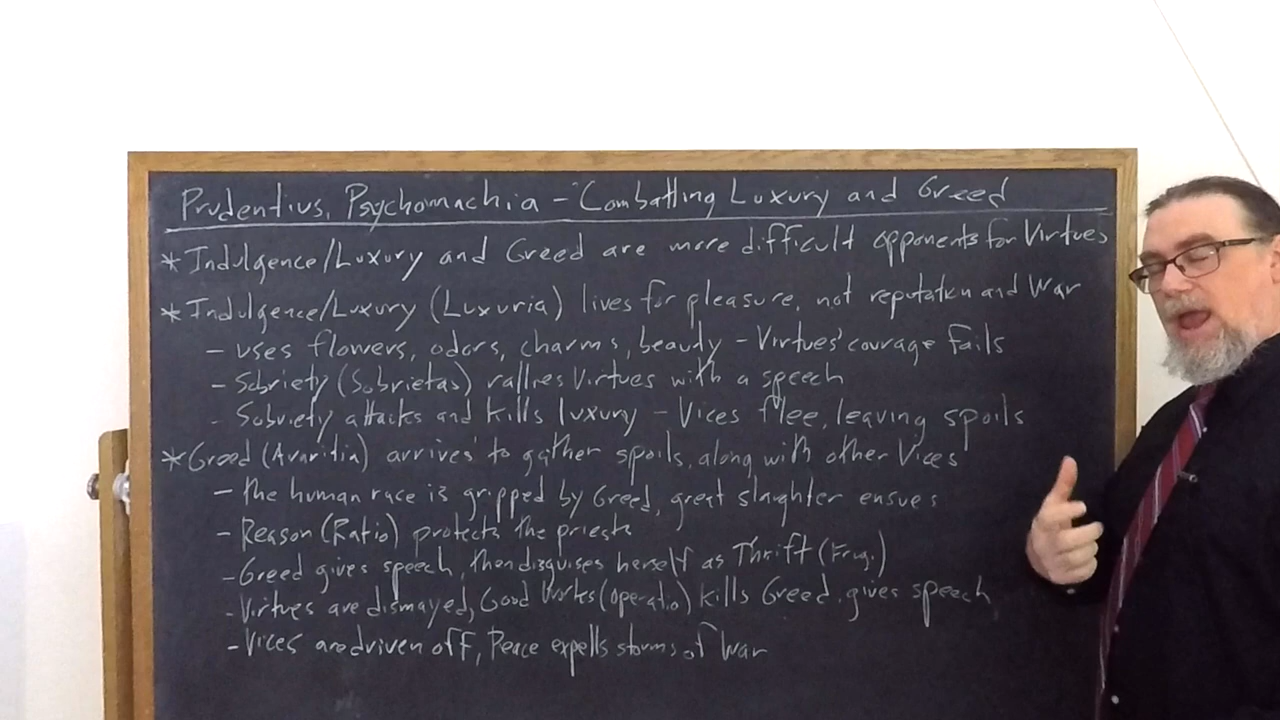 Prudentius, Psychomachia - Combatting Luxury and Greed
* Indulgence/Luxury and Greed are more difficult opponents for Virtues
* Indulgence/Luxury (Luxuria) lives for pleasure, not reputation and War
- uses flowers, odors, charms, beauty - Virtues' courage fails
- Sobriety (Sobrietas) rallies Virtues with a speech
- Sobriety attacks and kills luxury - Vices flee, leaving spoils
* Greed (Avaritia) arrives to gather spoils, along with other Vices
- the human race is gripped by Greed, great slaughter ensues
- Reason (Ratio) protects the priests
- Greed gives speech, then disguises herself as Thrift (Frug.)
- Virtues are dismayed, Good Works (Operatio) kills Greed, gives speech
- Vices are driven off, Peace expells storms of War